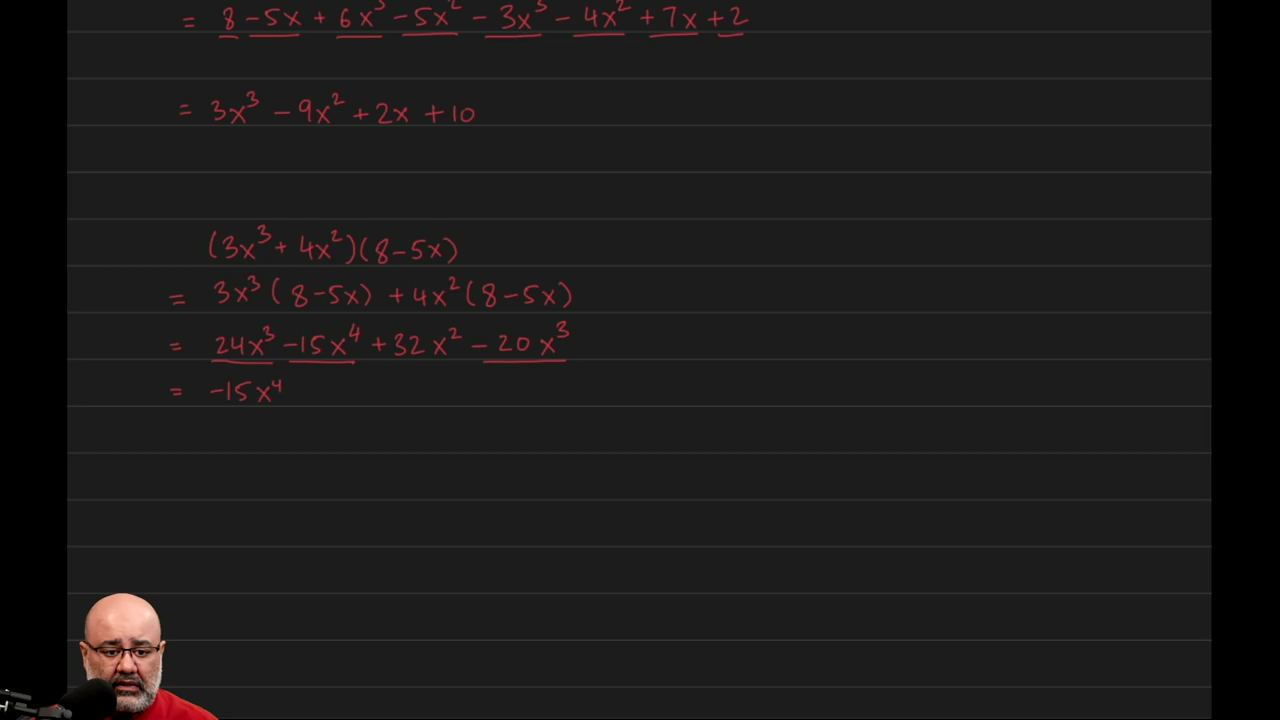 = 8 - 5x + 6x³ - 5x² - 3x³ - 4x² + 7x + 2
= 3x³ - 9x² + 2x + 10
(3x³ + 4x²)(8 - 5x)
= 3x³(8 - 5x) + 4x²(8 - 5x)
= 24x³ - 15x⁴ + 32x² - 20x³
= -15x⁴